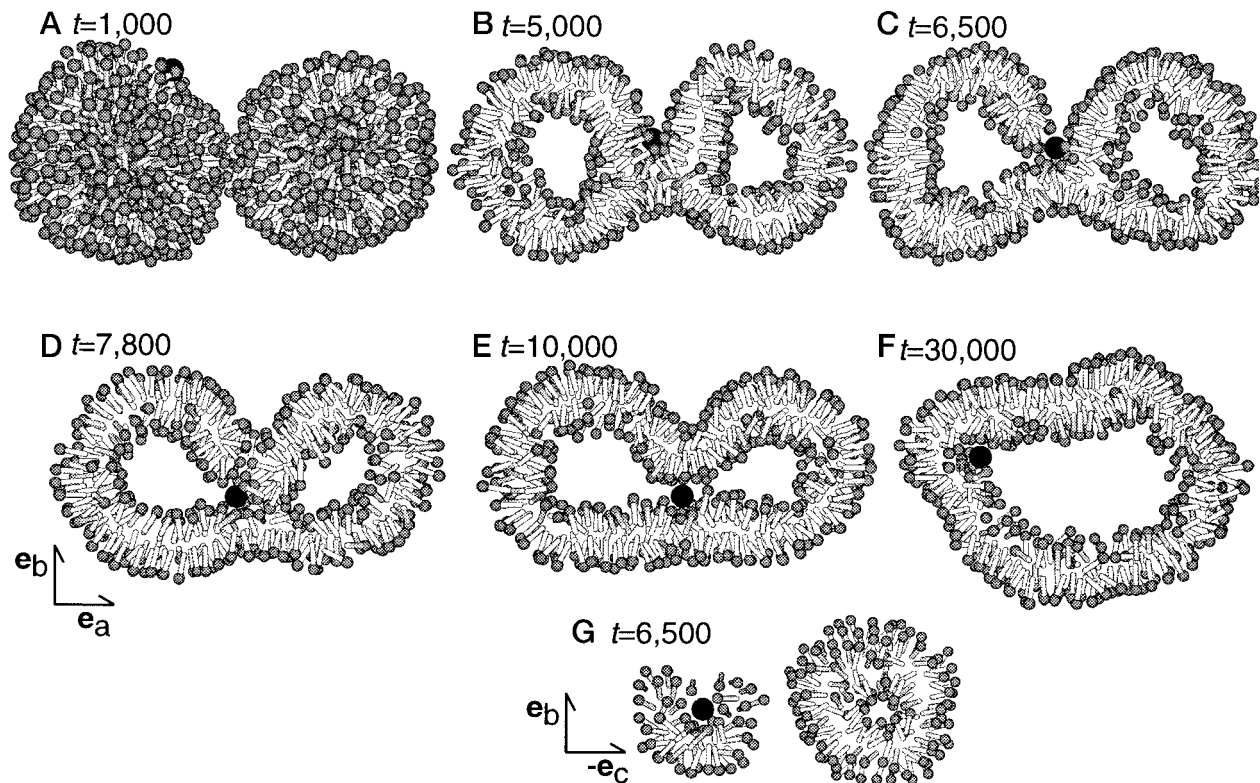 A t=1,000
B t=5,000
C t=6,500
D t=7,800
E t=10,000
F t=30,000
e_b
e_a
G t=6,500
e_b
-e_c